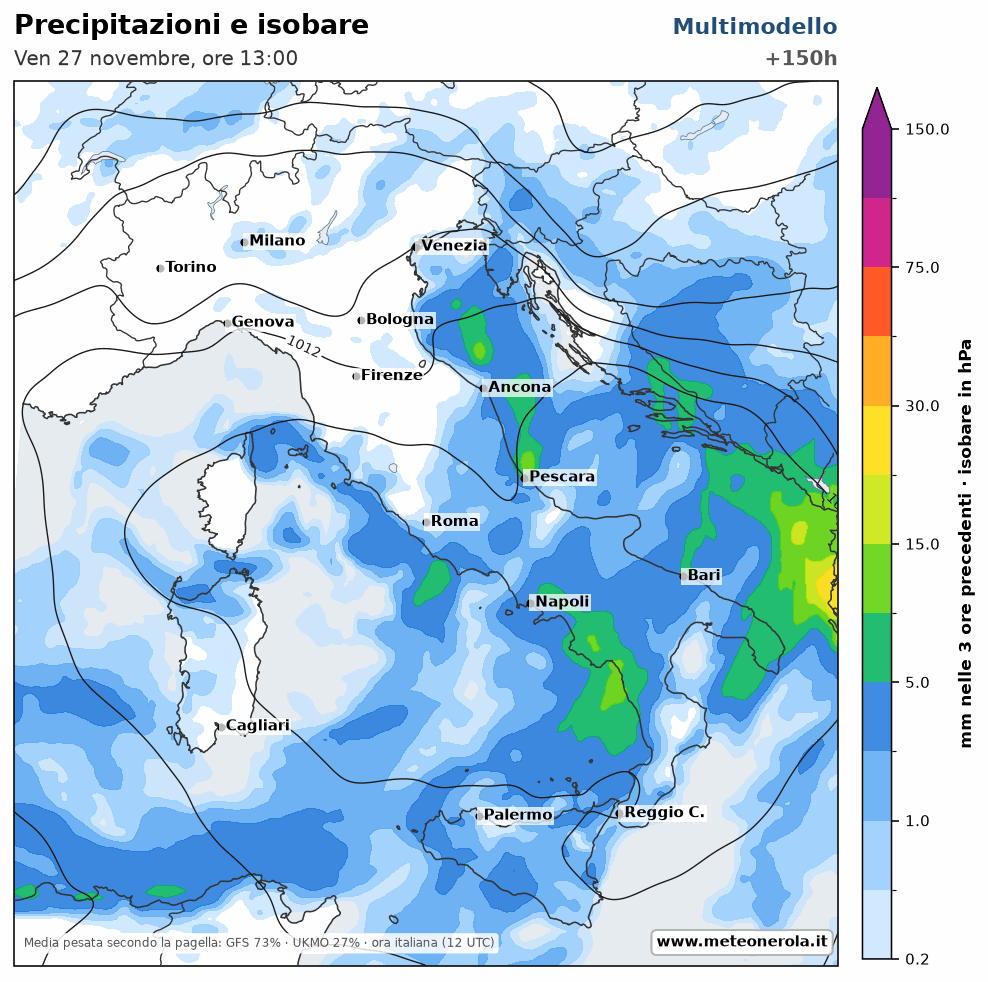 Precipitazioni e isobare
Multimodello
Ven 27 novembre, ore 13:00
+150h
150.0
75.0
30.0
15.0
5.0
1.0
0.2
mm nelle 3 ore precedenti · isobare in hPa
Milano
Venezia
Torino
Genova
Bologna
1012
Firenze
Ancona
Pescara
Roma
Bari
Napoli
Cagliari
Palermo
Reggio C.
Media pesata secondo la pagella: GFS 73% · UKMO 27% · ora italiana (12 UTC)
www.meteonerola.it